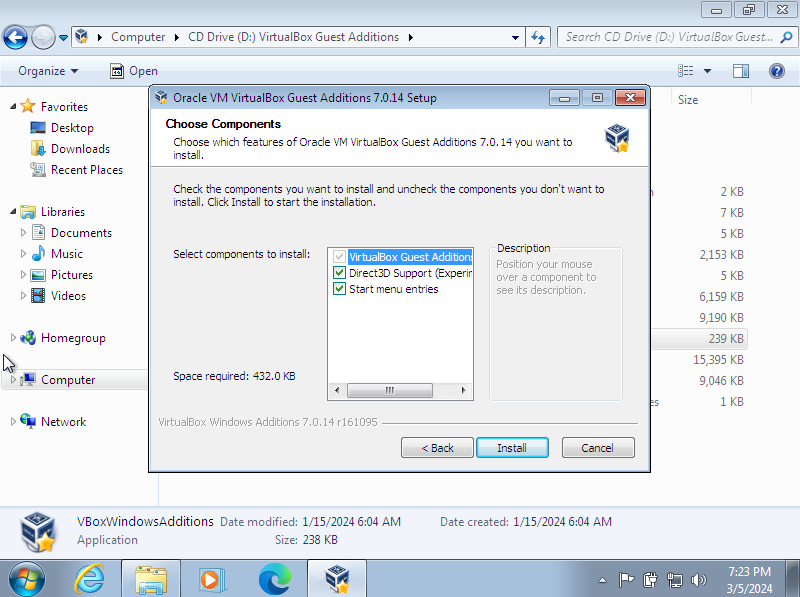 Computer
CD Drive (D:) VirtualBox Guest Additions
Search CD Drive (D:) VirtualBox Guest...
Organize
Open
Favorites
Desktop
Downloads
Recent Places
Libraries
Documents
Music
Pictures
Videos
Homegroup
Computer
Network
Size
2 KB
7 KB
5 KB
2,153 KB
5 KB
6,159 KB
9,190 KB
239 KB
15,395 KB
9,046 KB
1 KB
Oracle VM VirtualBox Guest Additions 7.0.14 Setup
Choose Components
Choose which features of Oracle VM VirtualBox Guest Additions 7.0.14 you want to
install.
Check the components you want to install and uncheck the components you don't want to
install. Click Install to start the installation.
Select components to install:
VirtualBox Guest Additions
Direct3D Support (Experin
Start menu entries
Description
Position your mouse
over a component to
see its description.
Space required: 432.0 KB
VirtualBox Windows Additions 7.0.14 r161095
< Back
Install
Cancel
VBoxWindowsAdditions
Date modified: 1/15/2024 6:04 AM
Date created: 1/15/2024 6:04 AM
Application
Size: 238 KB
7:23 PM
3/5/2024